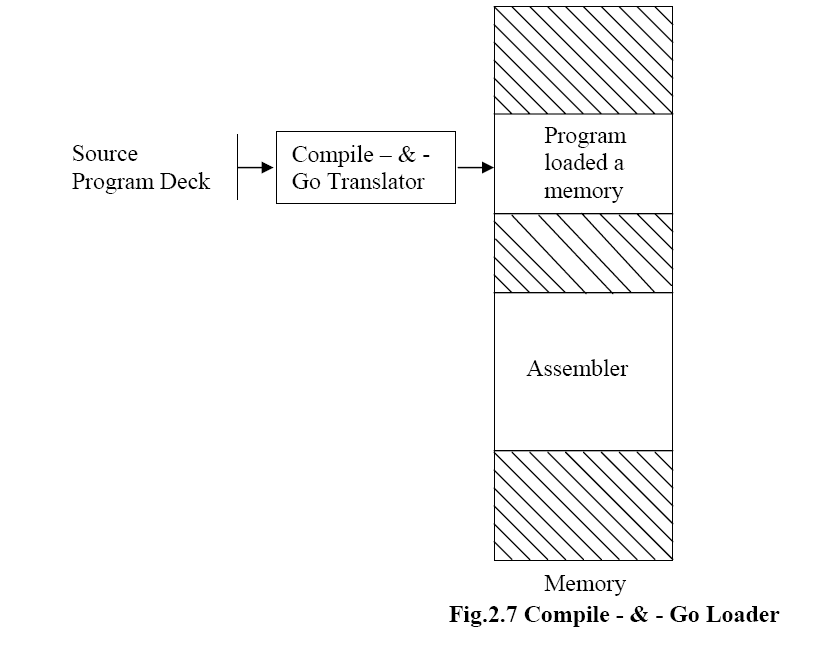 Source
Program Deck
Compile – & -
Go Translator
Program
loaded a
memory
Assembler
Memory
Fig.2.7 Compile - & - Go Loader